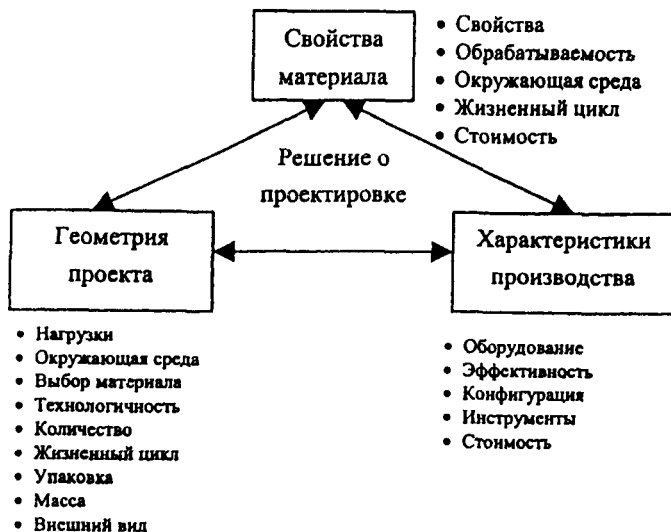 Свойства
материала
• Свойства
• Обрабатываемость
• Окружающая среда
• Жизненный цикл
• Стоимость
Решение о
проектировке
Геометрия
проекта
Характеристики
производства
• Нагрузки
• Окружающая среда
• Выбор материала
• Технологичность
• Количество
• Жизненный цикл
• Упаковка
• Масса
• Внешний вид
• Оборудование
• Эффективность
• Конфигурация
• Инструменты
• Стоимость